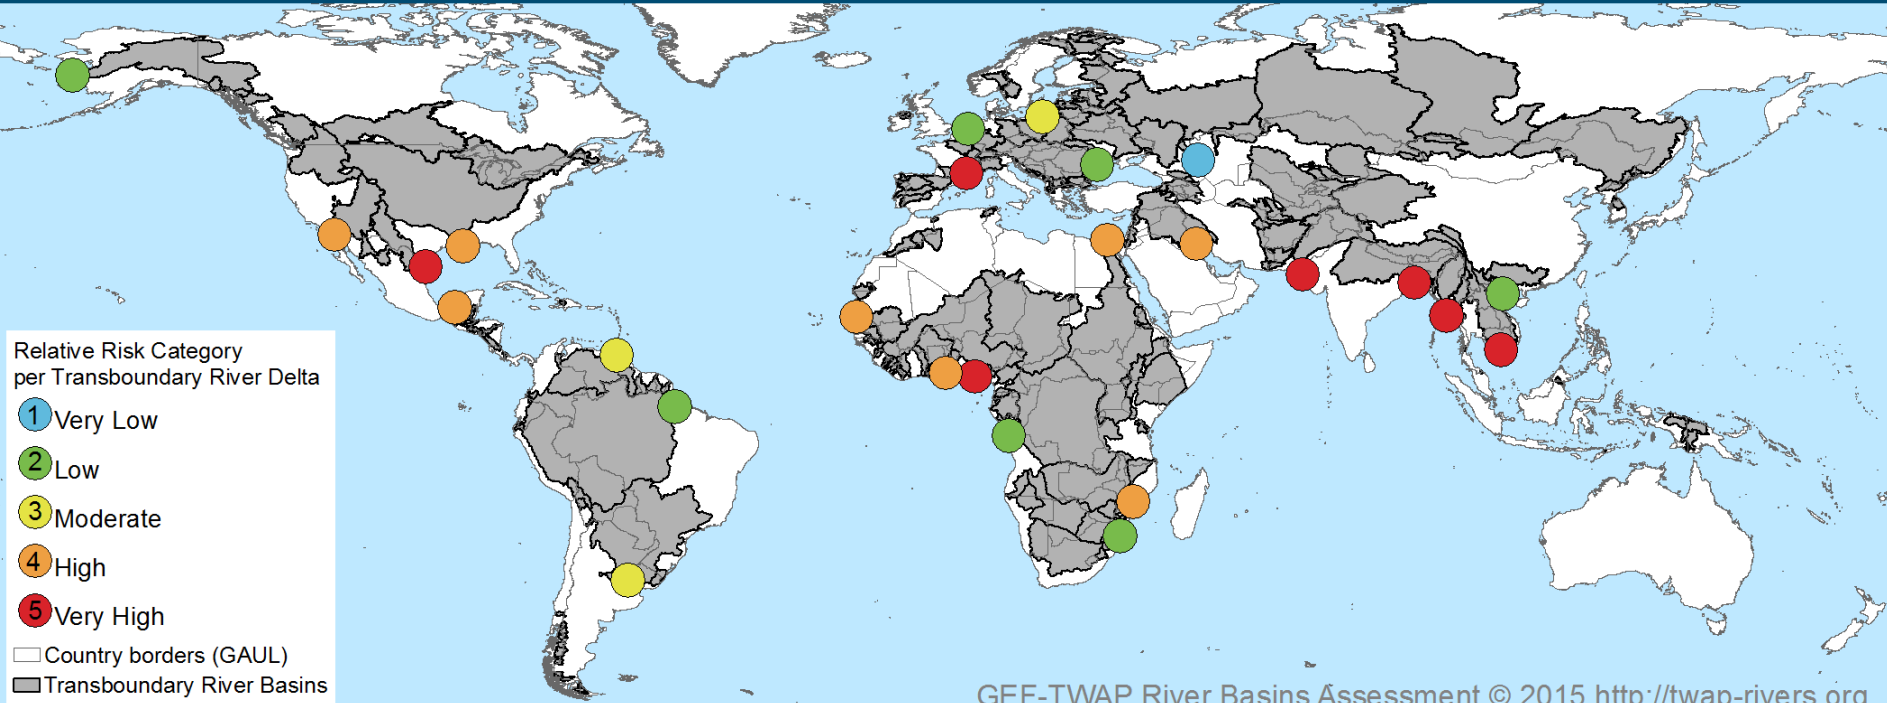 Relative Risk Category
per Transboundary River Delta
1 Very Low
2 Low
3 Moderate
4 High
5 Very High
Country borders (GAUL)
Transboundary River Basins
GEF-TWAP River Basins Assessment © 2015 http://twap-rivers.org